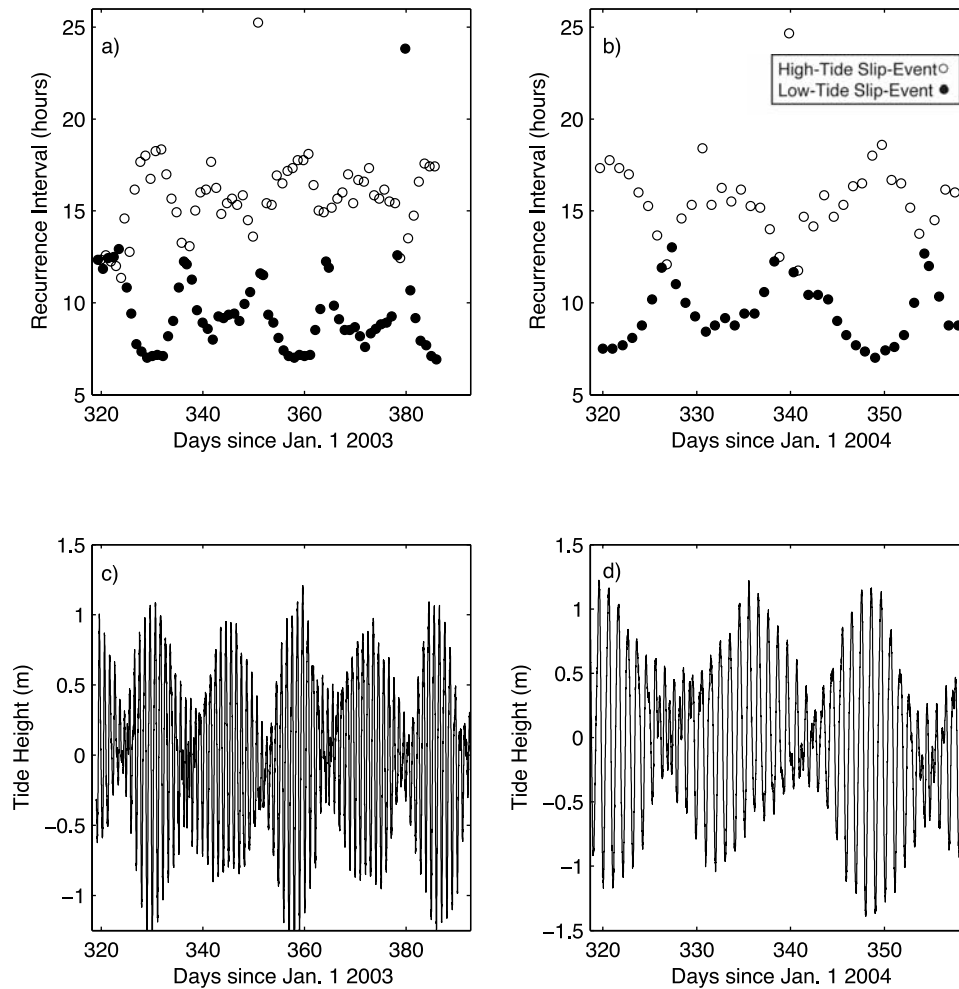 25
20
15
10
5
Recurrence Interval (hours)
a)
320
340
360
380
Days since Jan. 1 2003
25
20
15
10
5
Recurrence Interval (hours)
b)
High-Tide Slip-Event
Low-Tide Slip-Event
320
330
340
350
Days since Jan. 1 2004
1.5
1
0.5
0
−0.5
−1
Tide Height (m)
c)
320
340
360
380
Days since Jan. 1 2003
1.5
1
0.5
0
−0.5
−1
−1.5
Tide Height (m)
d)
320
330
340
350
Days since Jan. 1 2004